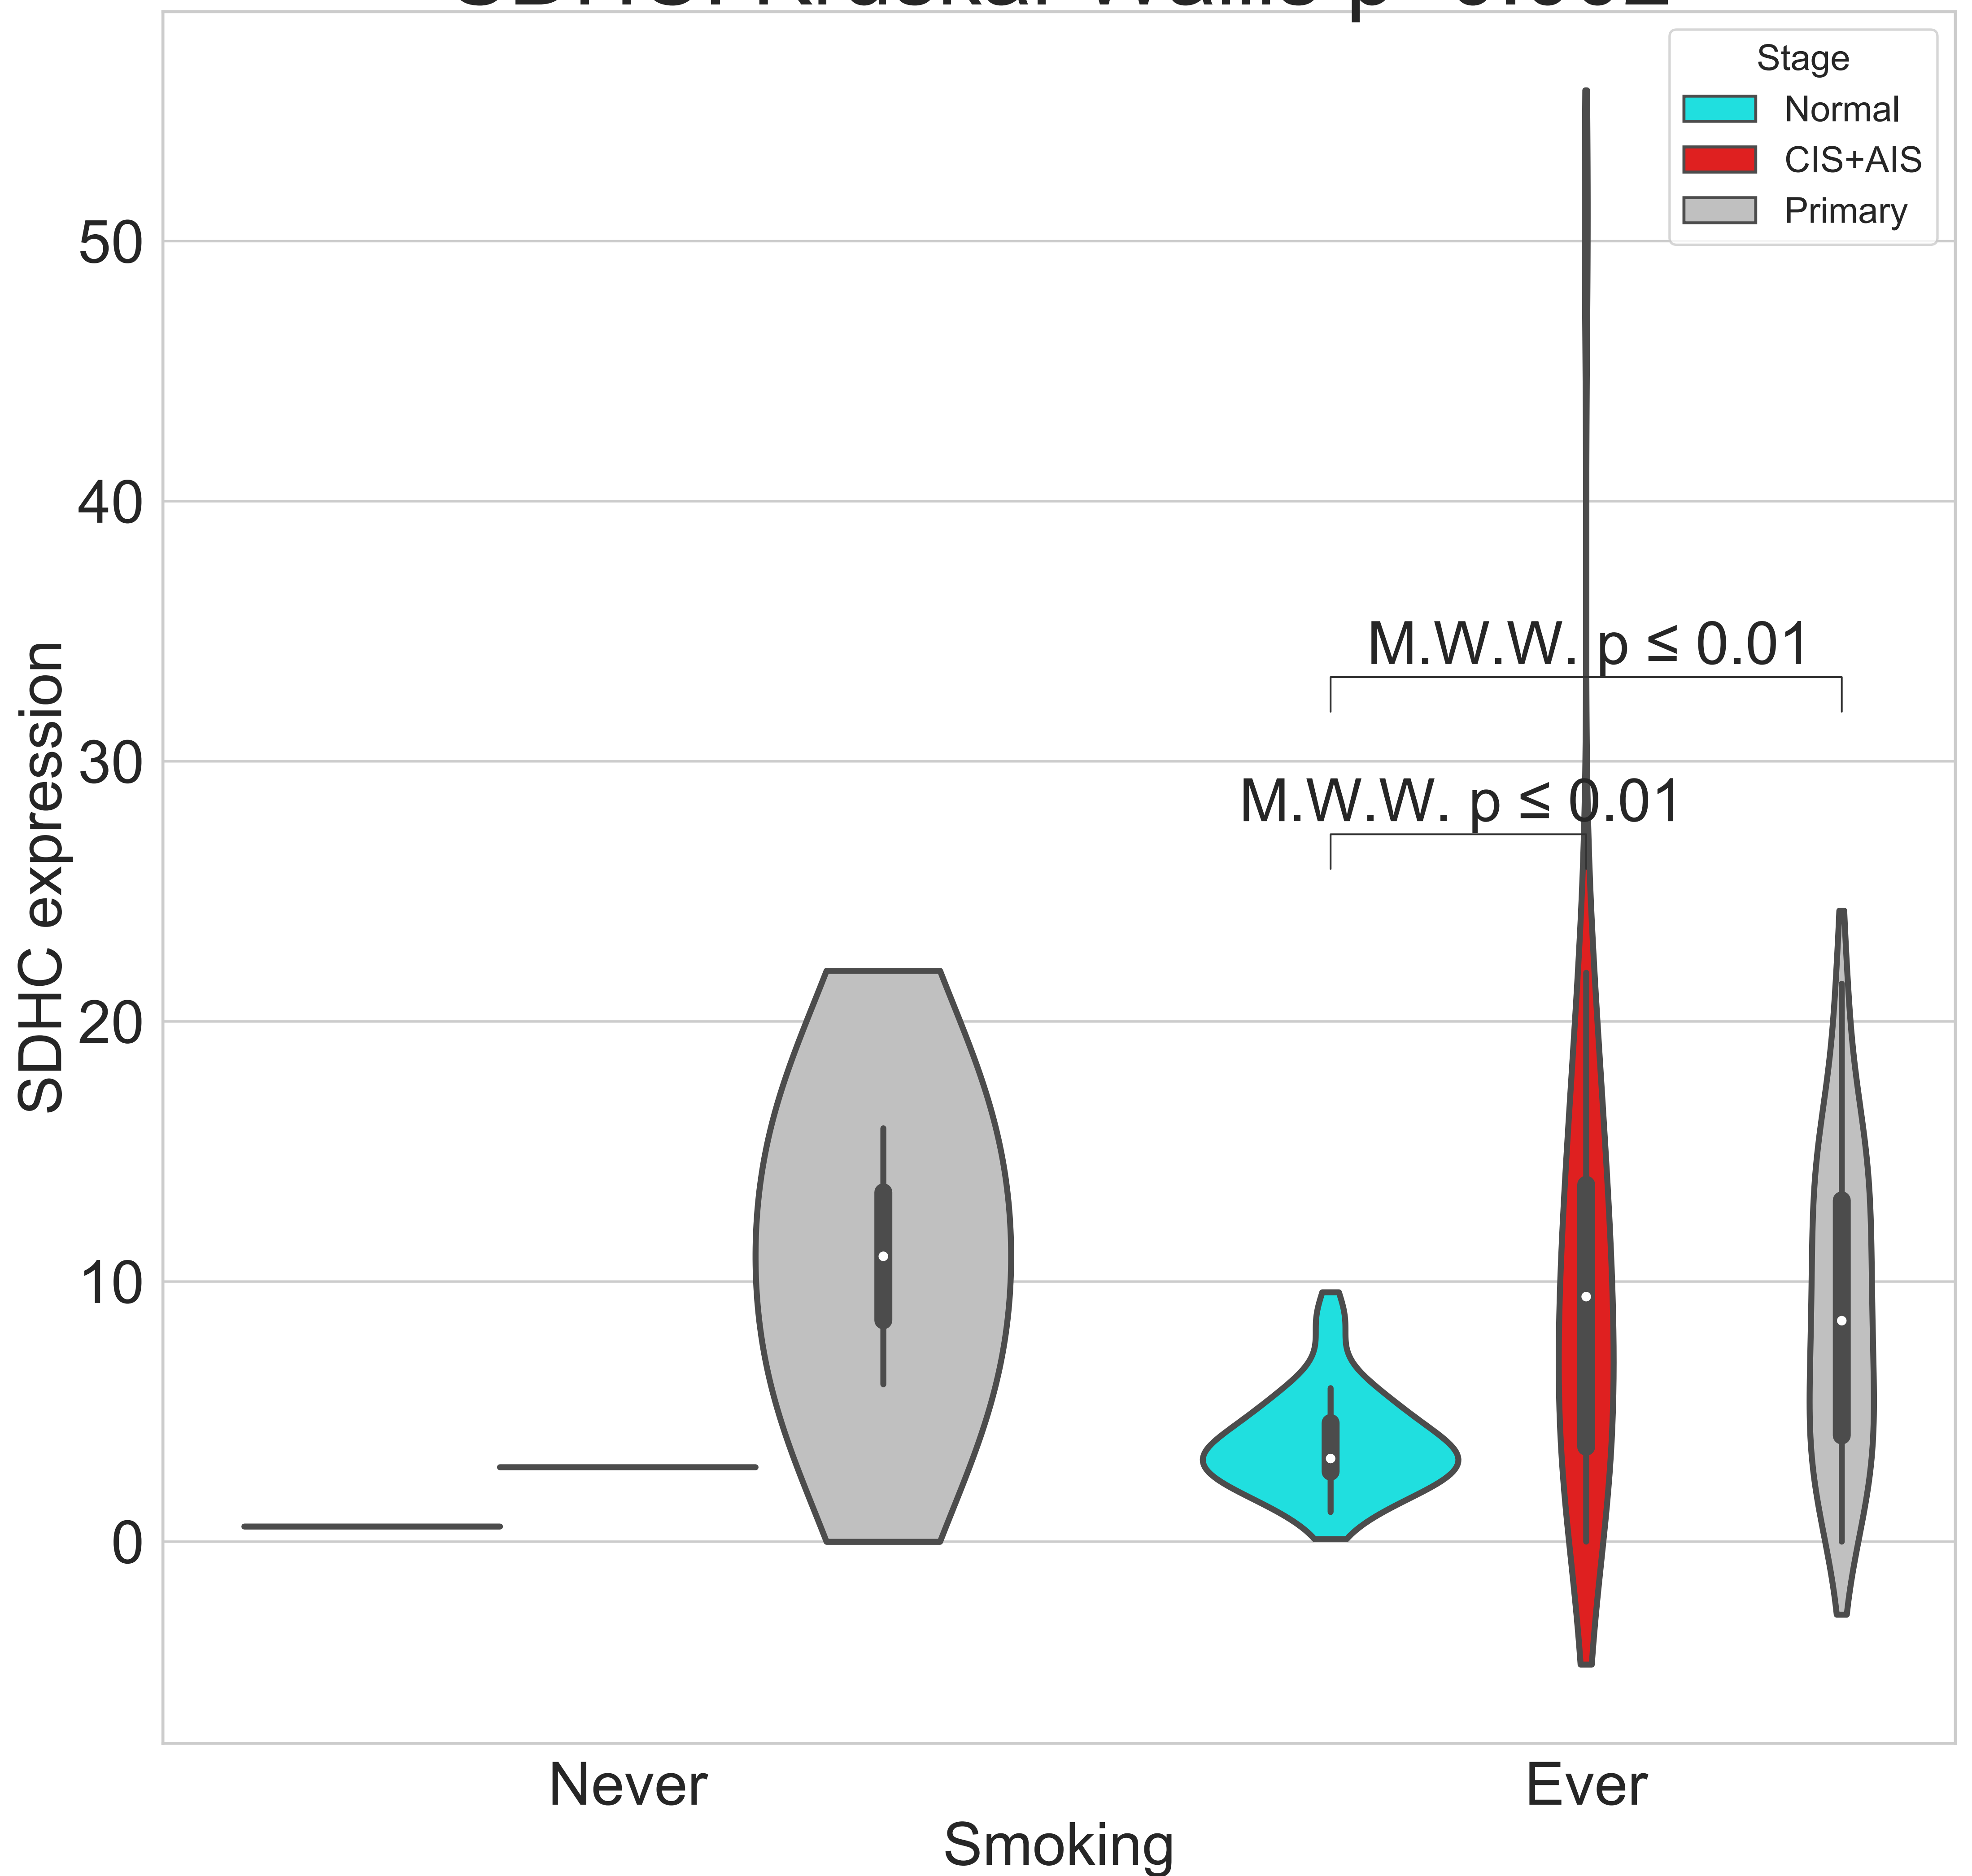 Stage
Normal
CIS+AIS
Primary
50
40
30
20
10
0
SDHC expression
M.W.W. p ≤ 0.01
M.W.W. p ≤ 0.01
Never
Ever
Smoking